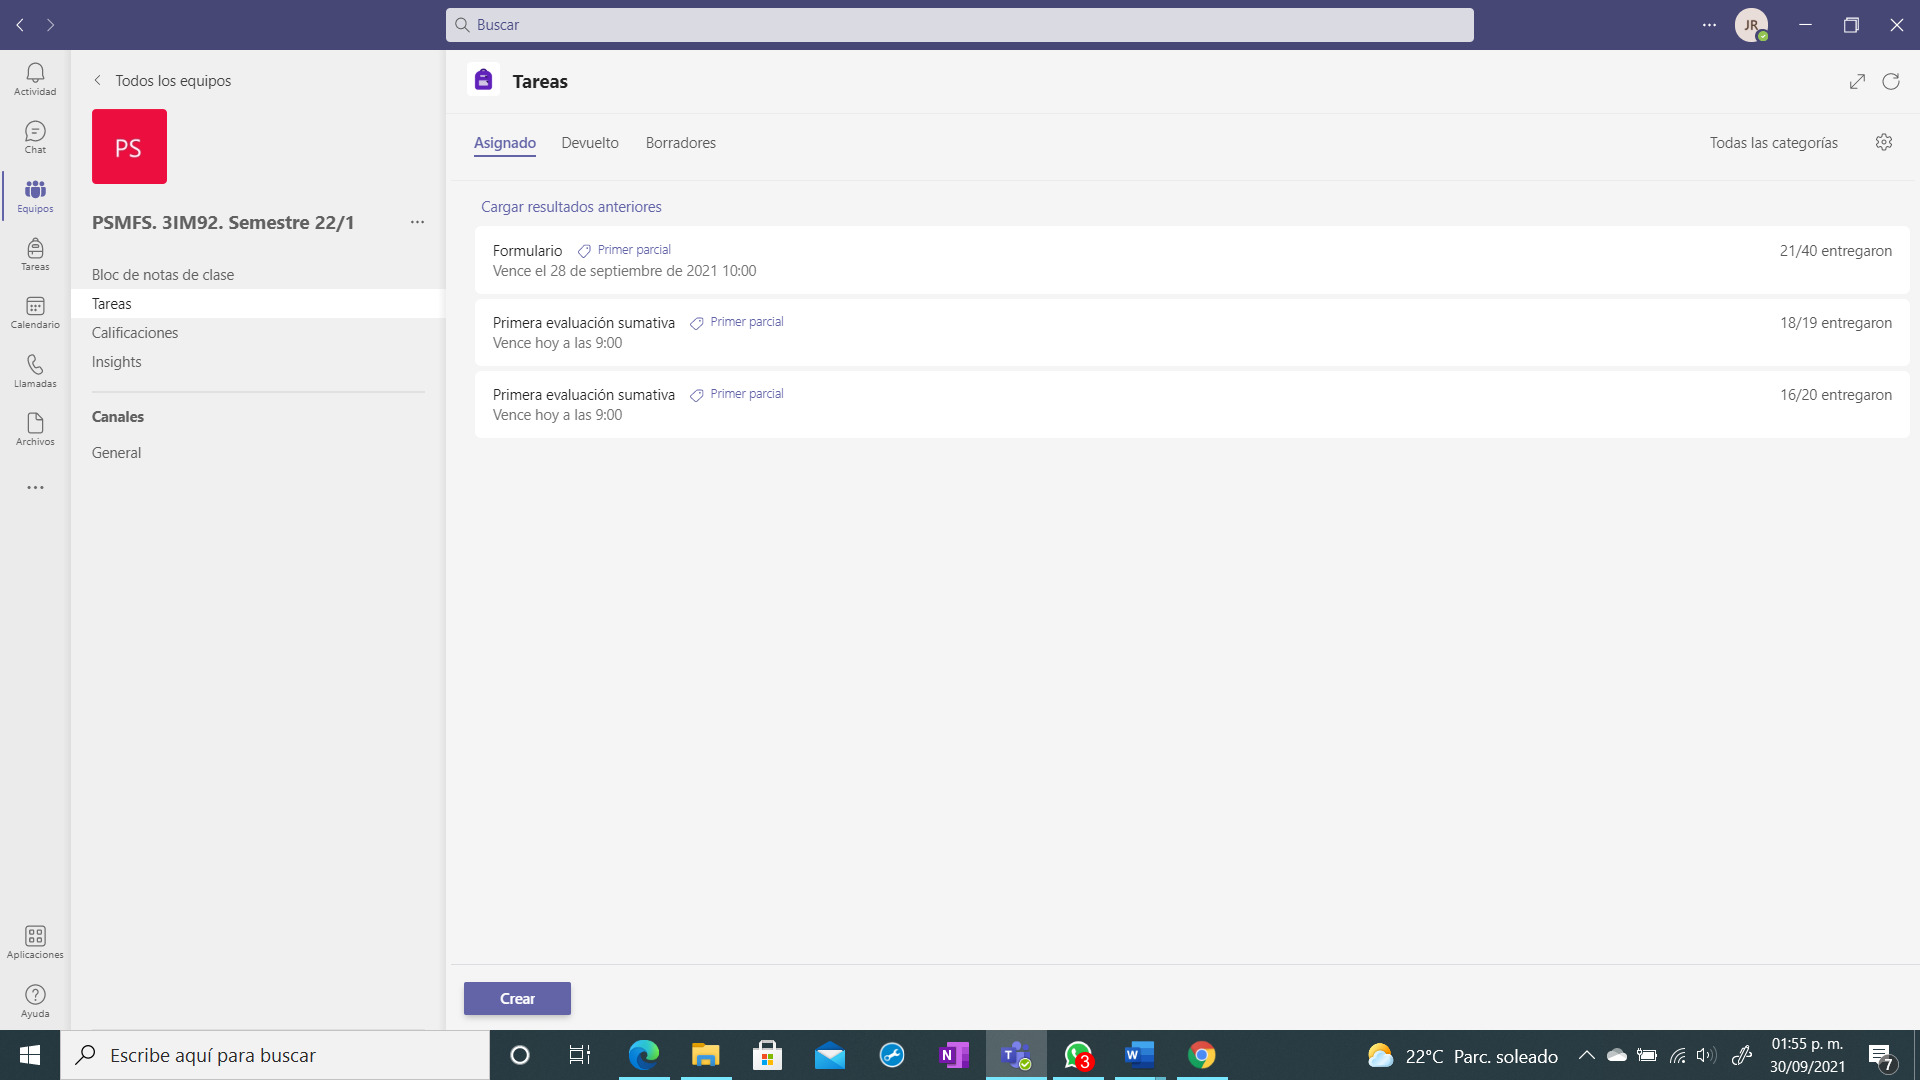 Buscar
JR
Actividad
Chat
Equipos
Tareas
Calendario
Llamadas
Archivos
Aplicaciones
Ayuda
Todos los equipos
PS
PSMFS. 3IM92. Semestre 22/1
Bloc de notas de clase
Tareas
Calificaciones
Insights
Canales
General
Tareas
Asignado Devuelto Borradores
Todas las categorías
Cargar resultados anteriores
Formulario Primer parcial
21/40 entregaron
Vence el 28 de septiembre de 2021 10:00
Primera evaluación sumativa Primer parcial
18/19 entregaron
Vence hoy a las 9:00
Primera evaluación sumativa Primer parcial
16/20 entregaron
Vence hoy a las 9:00
Crear
Escribe aquí para buscar
N
T
3
W
22°C Parc. soleado
01:55 p. m.
30/09/2021
7